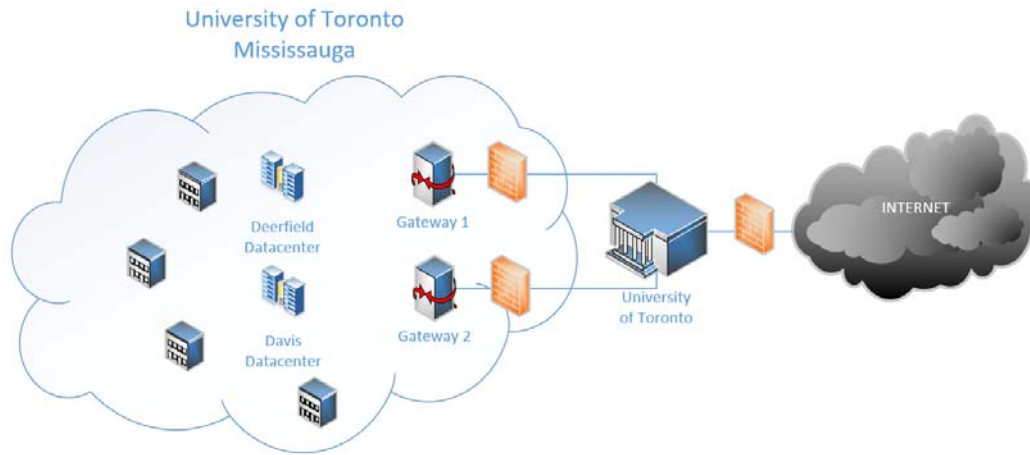 University of Toronto
Mississauga
Deerfield
Datacenter
Gateway 1
INTERNET
Davis
Datacenter
Gateway 2
University
of Toronto